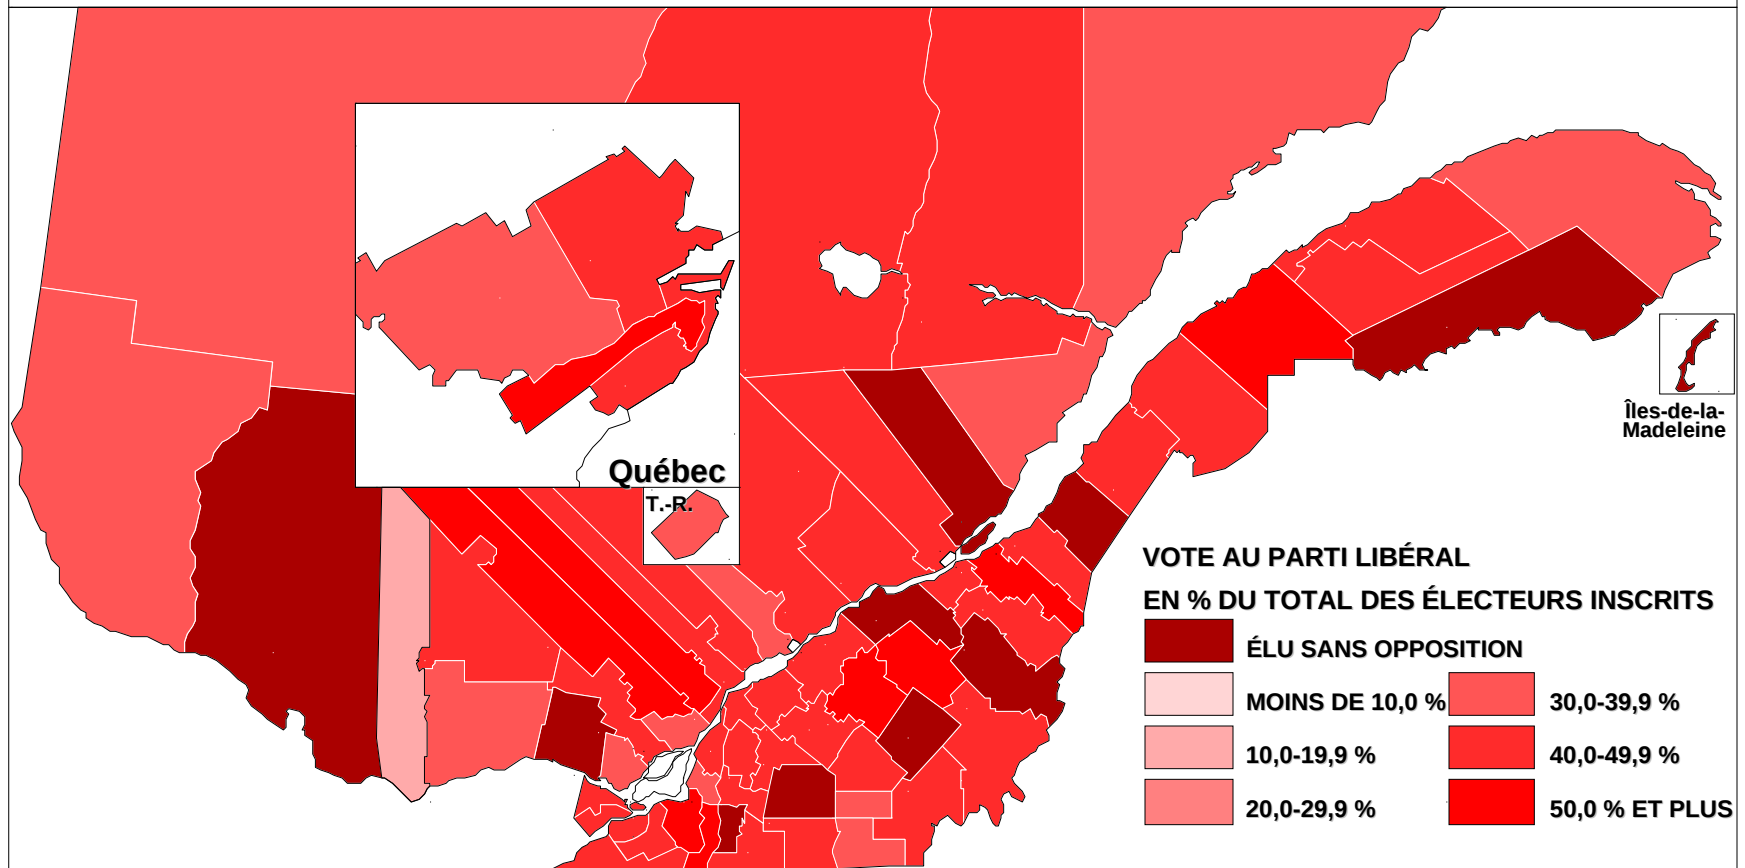 Québec
T.-R.
Îles-de-la-
Madeleine
VOTE AU PARTI LIBÉRAL
EN % DU TOTAL DES ÉLECTEURS INSCRITS
ÉLU SANS OPPOSITION
MOINS DE 10,0 %
30,0-39,9 %
10,0-19,9 %
40,0-49,9 %
20,0-29,9 %
50,0 % ET PLUS